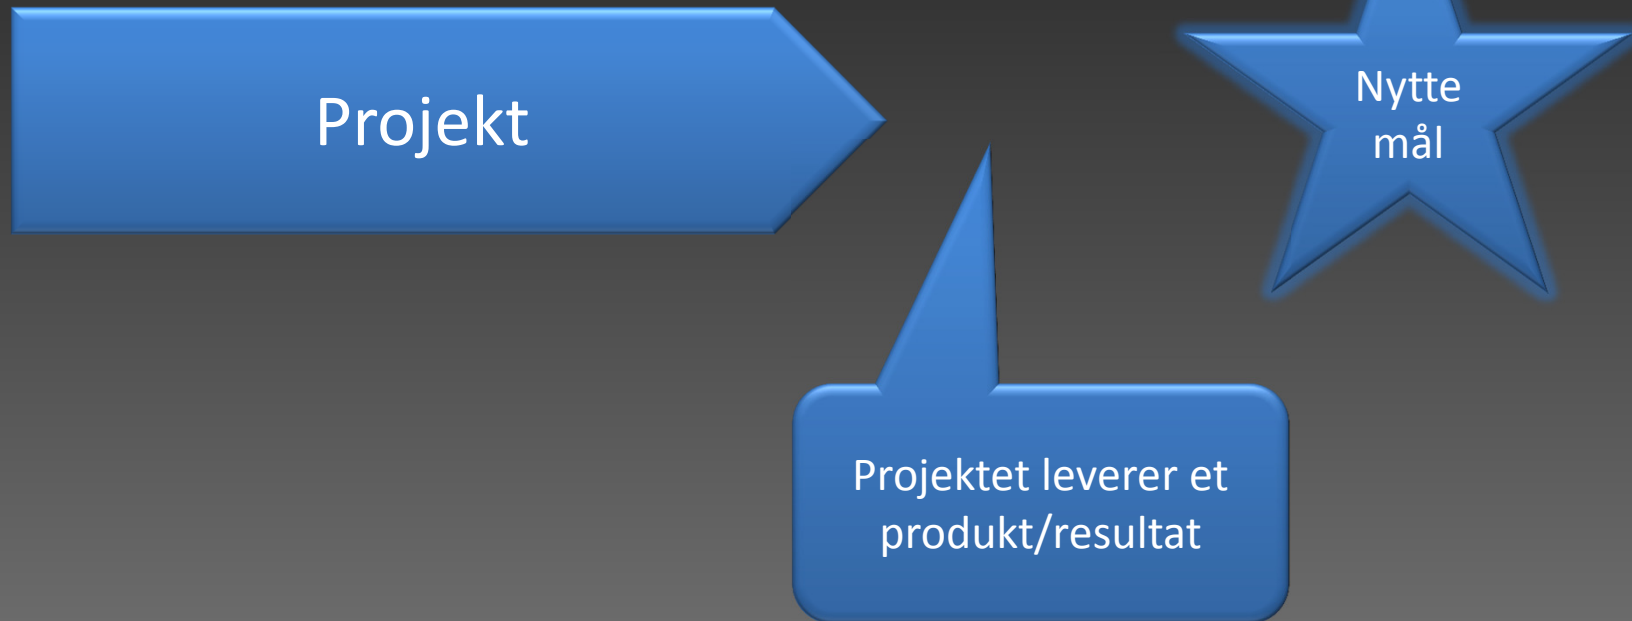 Projekt
Nytte
mål
Projektet leverer et
produkt/resultat